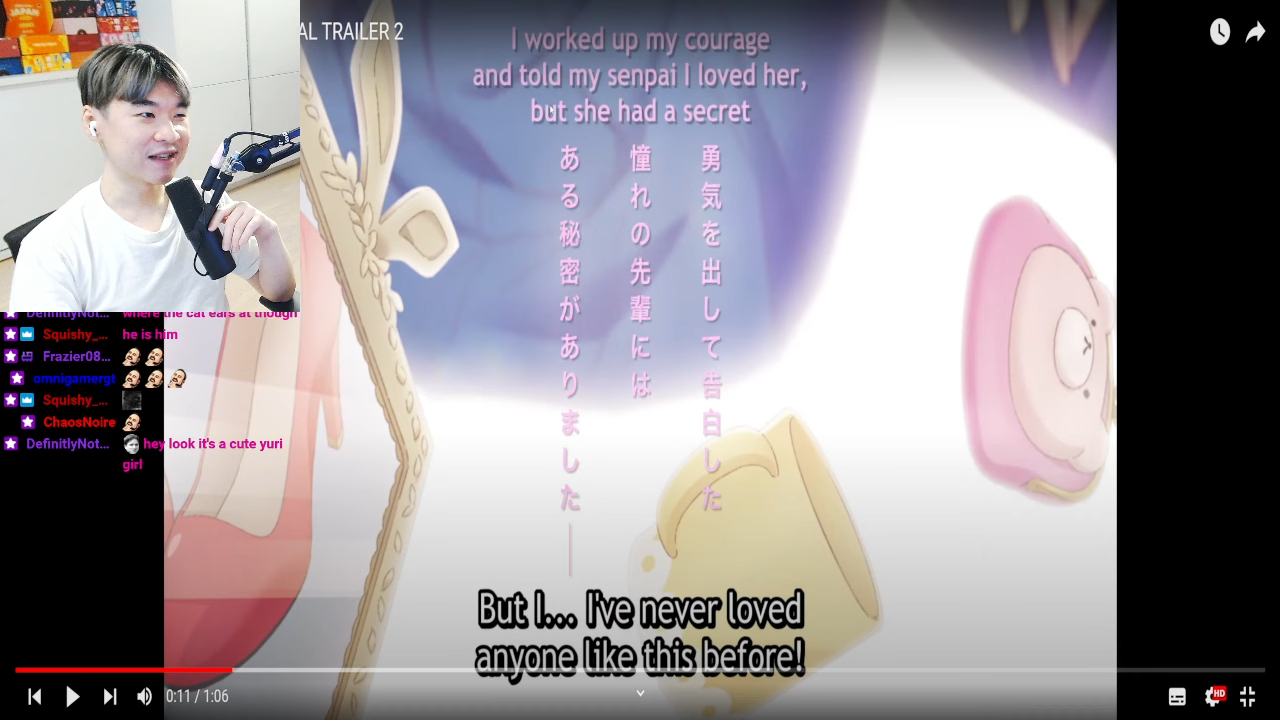 JAPAN
AL TRAILER 2
I worked up my courage
and told my senpai I loved her,
but she had a secret
勇気を出して告白した
憧れの先輩には
ある秘密がありました――
DefinitlyNot... where the cat ears at though
Squishy_... he is him
Frazier08...
omnigamergt
Squishy_...
ChaosNoire
DefinitlyNot... hey look it's a cute yuri
girl
But I... I've never loved
anyone like this before!
0:11 / 1:06
HD